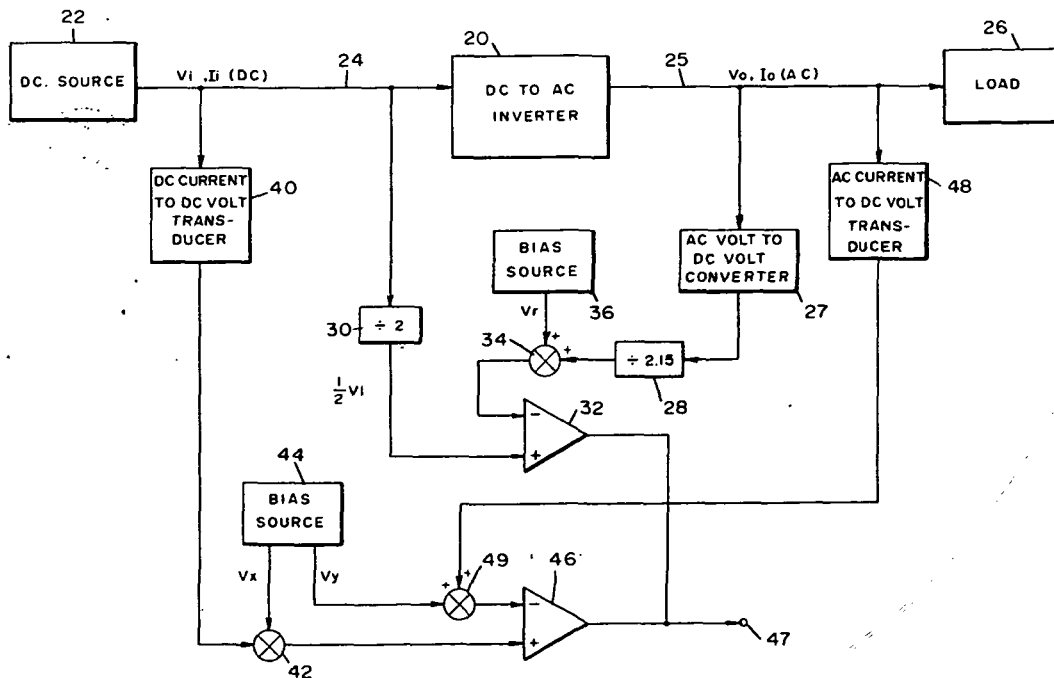 22
DC. SOURCE
Vi ,Ii (DC)
24
20
DC TO AC
INVERTER
25
Vo, Io (AC)
26
LOAD
DC CURRENT
TO DC VOLT
TRANS-
DUCER
40
AC CURRENT
TO DC VOLT
TRANS-
DUCER
48
BIAS
SOURCE
36
AC VOLT TO
DC VOLT
CONVERTER
27
30
÷ 2
Vr
+
34
+
÷ 2.15
28
½Vi
32
−
+
44
BIAS
SOURCE
Vx
Vy
+
+
49
46
−
+
42
47